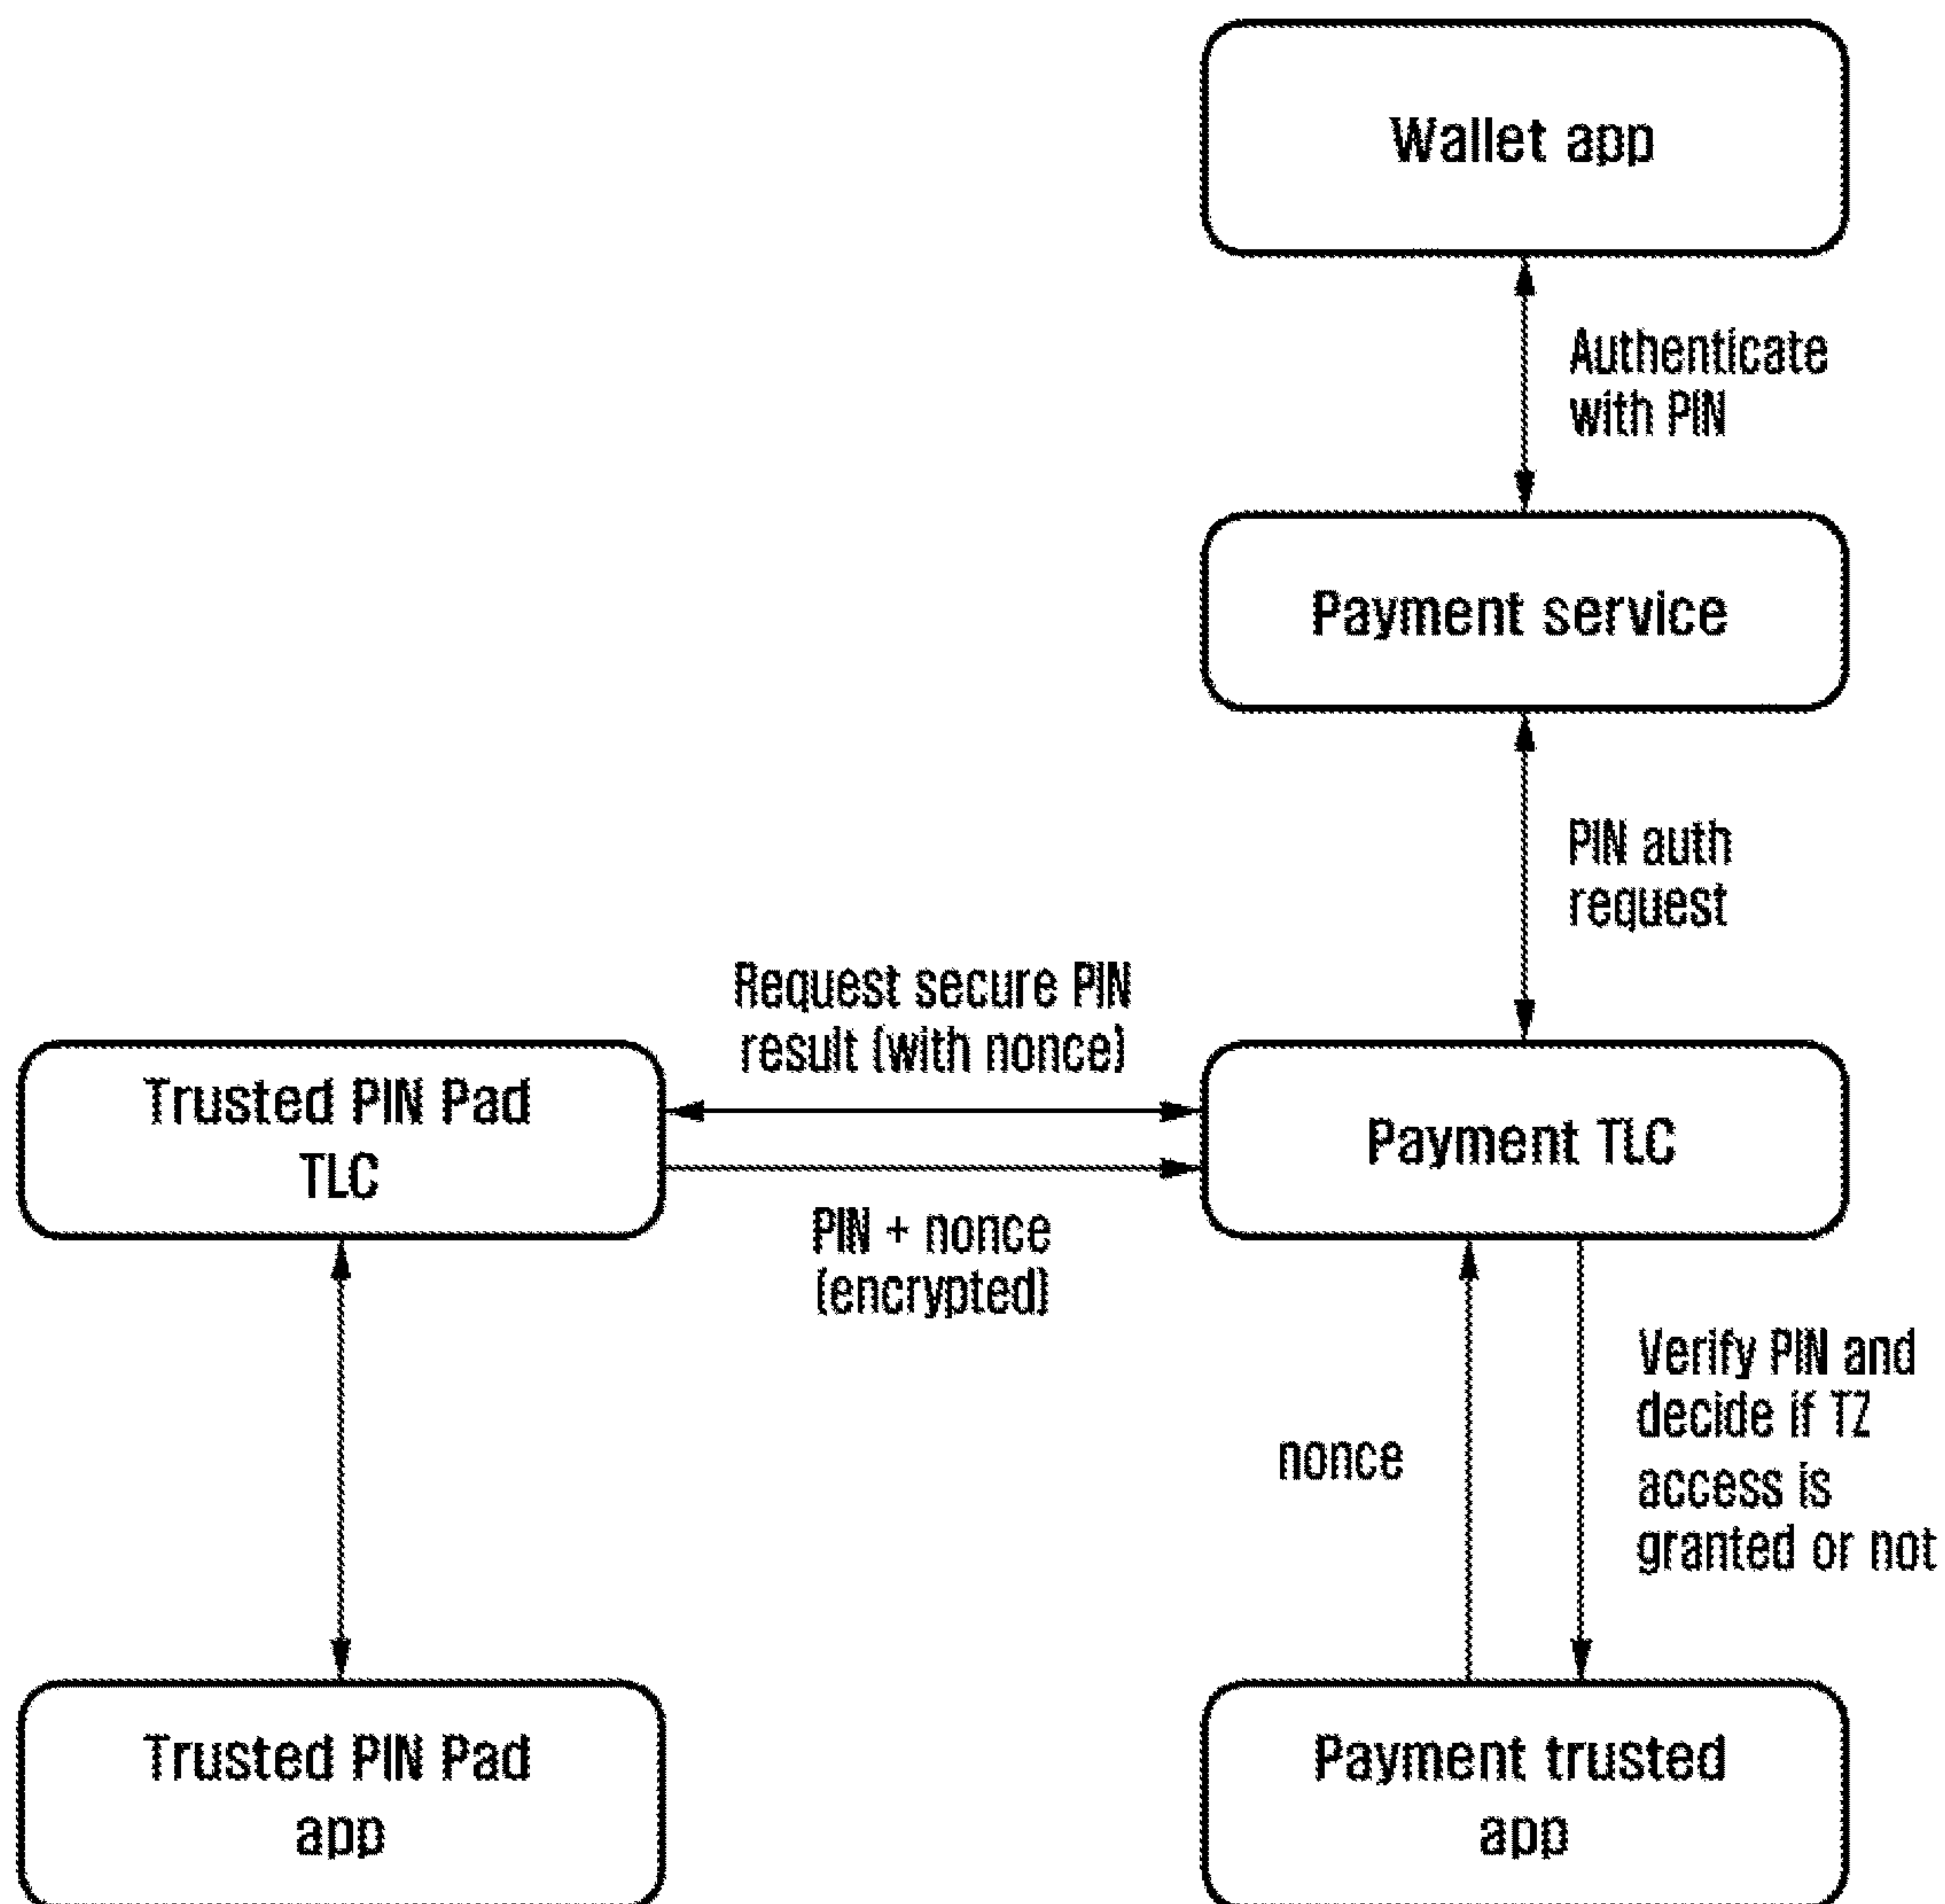 Wallet app
Authenticate
with PIN
Payment service
PIN auth
request
Request secure PIN
result (with nonce)
Trusted PIN Pad
TLC
Payment TLC
PIN + nonce
(encrypted)
nonce
Verify PIN and
decide if TZ
access is
granted or not
Trusted PIN Pad
app
Payment trusted
app